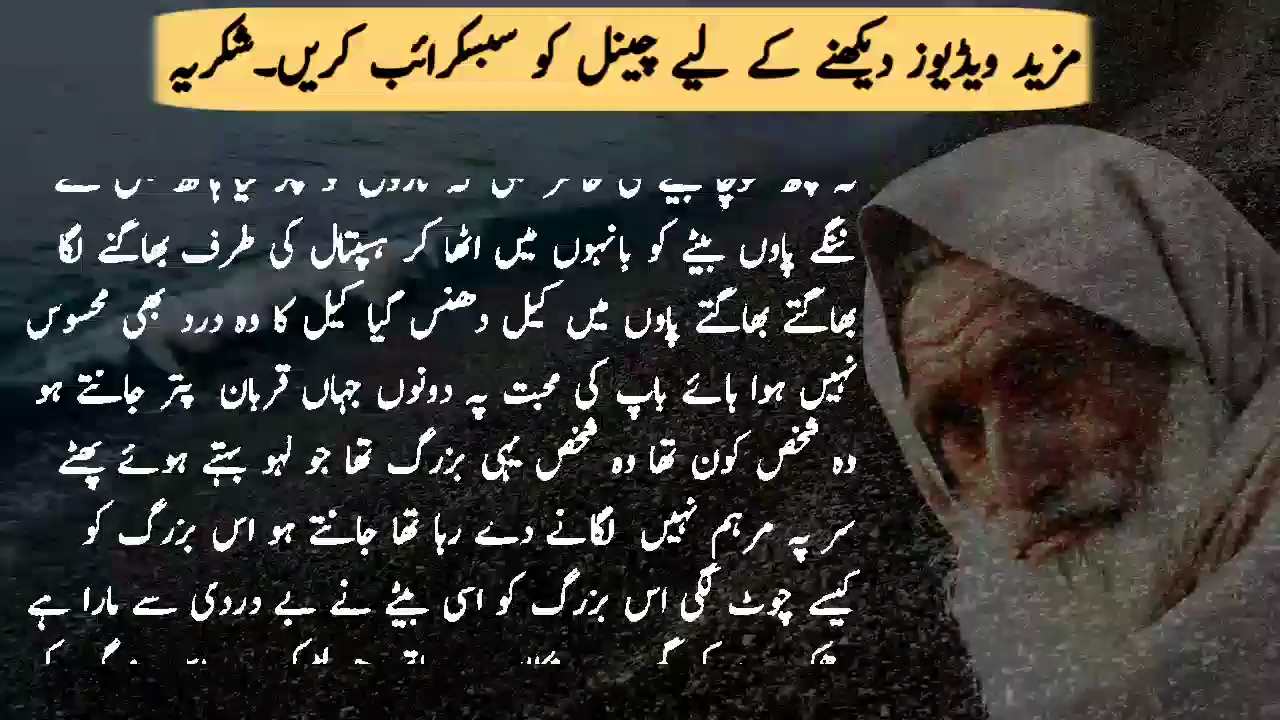 مزید ویڈیوز دیکھنے کے لیے چینل کو سبسکرائب کریں۔شکریہ
ننگے پاوں بیٹے کو بانہوں میں اٹھا کر ہسپتال کی طرف بھاگنے لگا
بھاگتے بھاگتے پاوں میں کیل دھنس گیا کیل کا وہ درد بھی محسوس
نہیں ہوا ہائے باپ کی محبت پہ دونوں جہاں قربان پتر جانتے ہو
وہ شخص کون تھا وہ شخص یہی بزرگ تھا جو لہو بہتے ہوئے پھٹے
سر پہ مرہم نہیں لگانے دے رہا تھا جانتے ہو اس بزرگ کو
کیسے چوٹ لگی اس بزرگ کو اسی بیٹے نے بے دردی سے مارا ہے